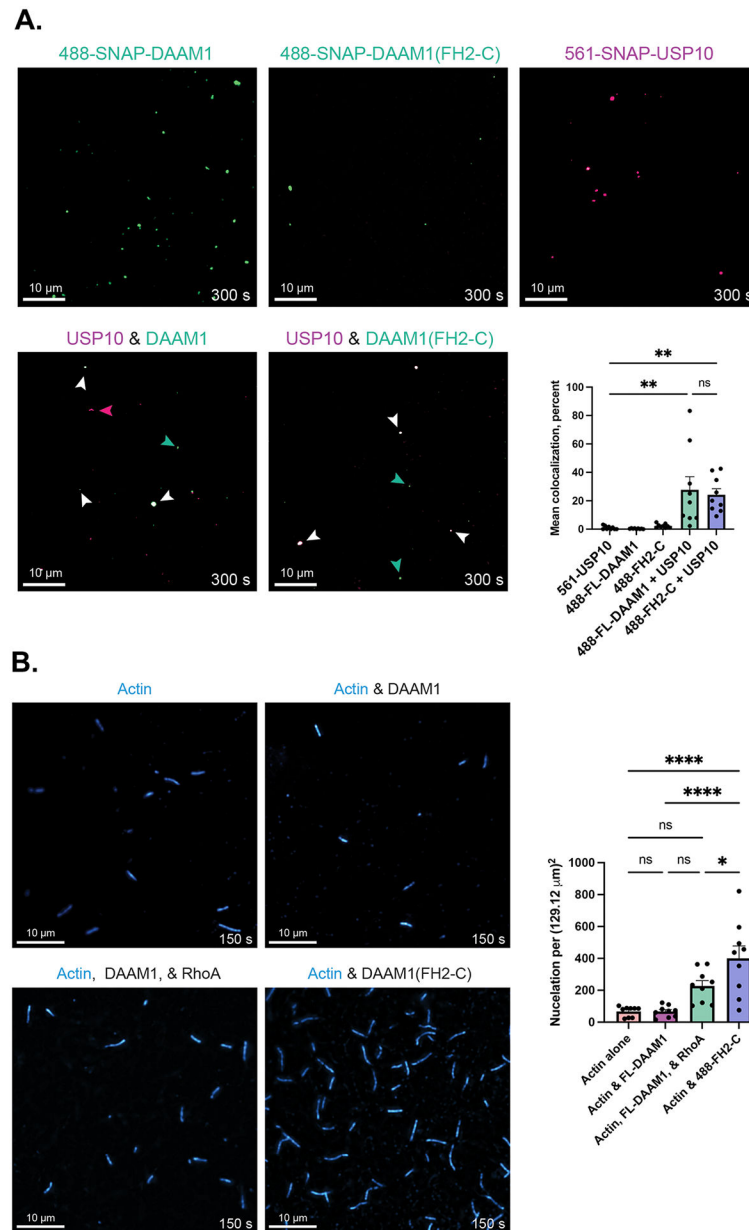 A.
488-SNAP-DAAM1
488-SNAP-DAAM1(FH2-C)
561-SNAP-USP10
10 µm
300 s
10 µm
300 s
10 µm
300 s
USP10 & DAAM1
USP10 & DAAM1(FH2-C)
10 µm
300 s
10 µm
300 s
**
**
ns
Mean colocalization, percent
100
80
60
40
20
0
561-USP10
488-FL-DAAM1
488-FH2-C
488-FL-DAAM1 + USP10
488-FH2-C + USP10
B.
Actin
Actin & DAAM1
10 µm
150 s
10 µm
150 s
Actin, DAAM1, & RhoA
Actin & DAAM1(FH2-C)
10 µm
150 s
10 µm
150 s
****
****
ns
ns
ns
*
Nucelation per (129.12 µm)²
1000
800
600
400
200
0
Actin alone
Actin & FL-DAAM1
Actin, FL-DAAM1, & RhoA
Actin & 488-FH2-C